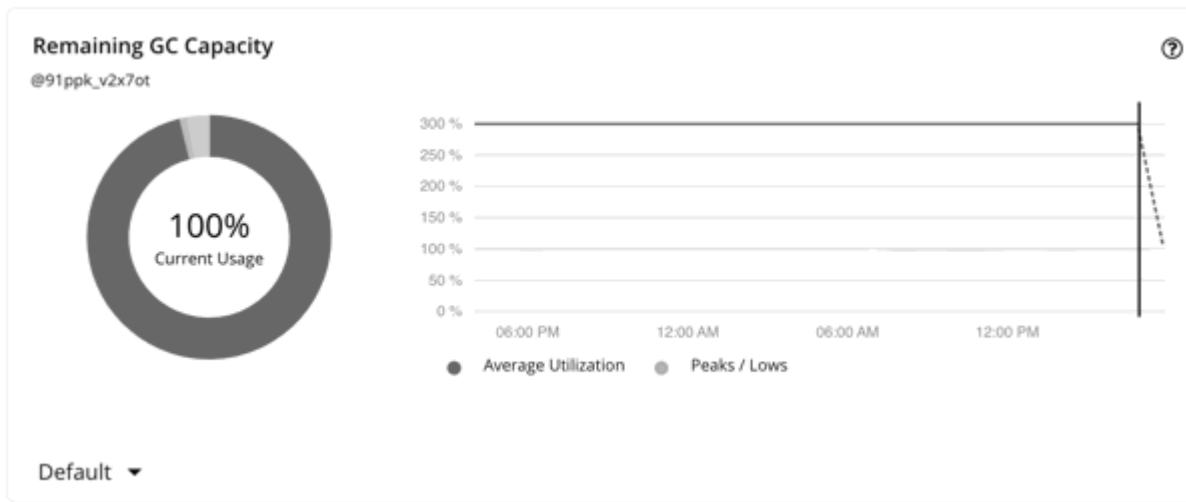 Remaining GC Capacity
@91ppk_v2x7ot
100%
Current Usage
300 %
250 %
200 %
150 %
100 %
50 %
0 %
06:00 PM 12:00 AM 06:00 AM 12:00 PM
Average Utilization Peaks / Lows
Default